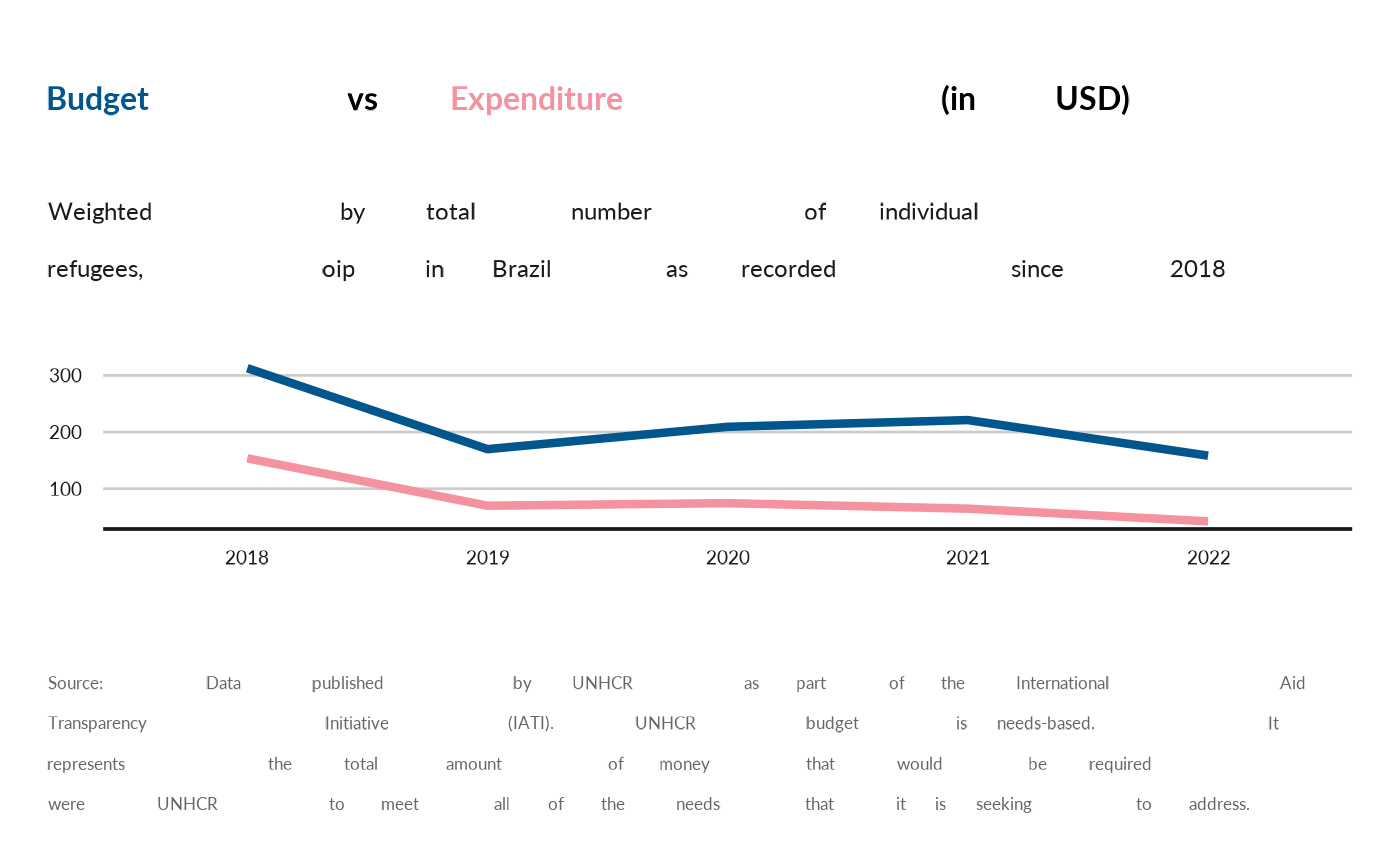 Budget vs Expenditure (in USD)
Weighted by total number of individual
refugees, oip in Brazil as recorded since 2018
300
200
100
2018 2019 2020 2021 2022
Source: Data published by UNHCR as part of the International Aid
Transparency Initiative (IATI). UNHCR budget is needs-based. It
represents the total amount of money that would be required
were UNHCR to meet all of the needs that it is seeking to address.